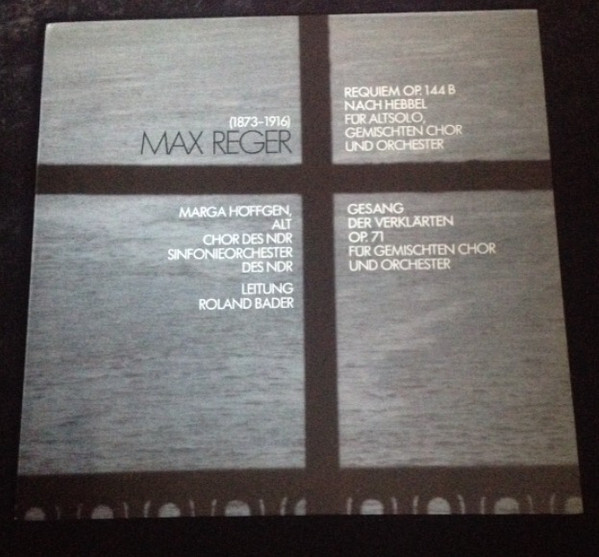 (1873-1916)
MAX REGER
REQUIEM OP. 144 B
NACH HEBBEL
FÜR ALTSOLO,
GEMISCHTEN CHOR
UND ORCHESTER
MARGA HÖFFGEN,
ALT
CHOR DES NDR
SINFONIEORCHESTER
DES NDR
LEITUNG
ROLAND BADER
GESANG
DER VERKLÄRTEN
OP. 71
FÜR GEMISCHTEN CHOR
UND ORCHESTER